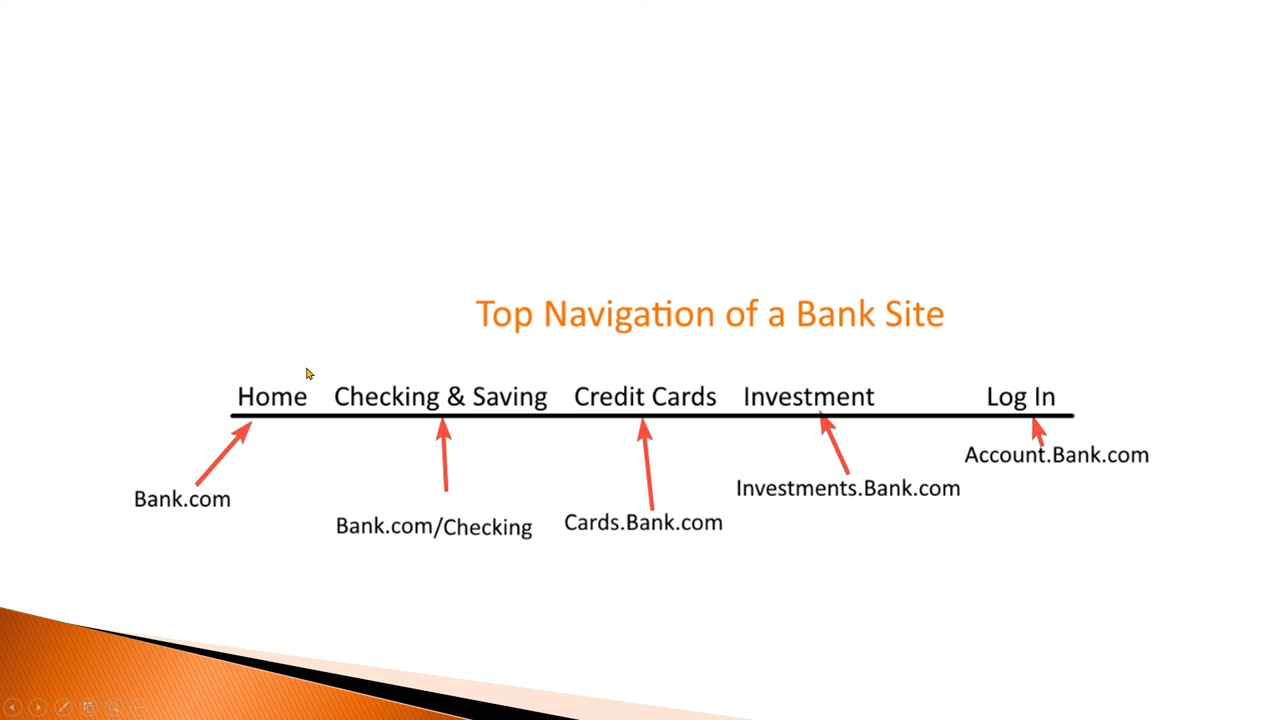 Top Navigation of a Bank Site
Home Checking & Saving Credit Cards Investment Log In
Account.Bank.com
Investments.Bank.com
Bank.com
Bank.com/Checking
Cards.Bank.com